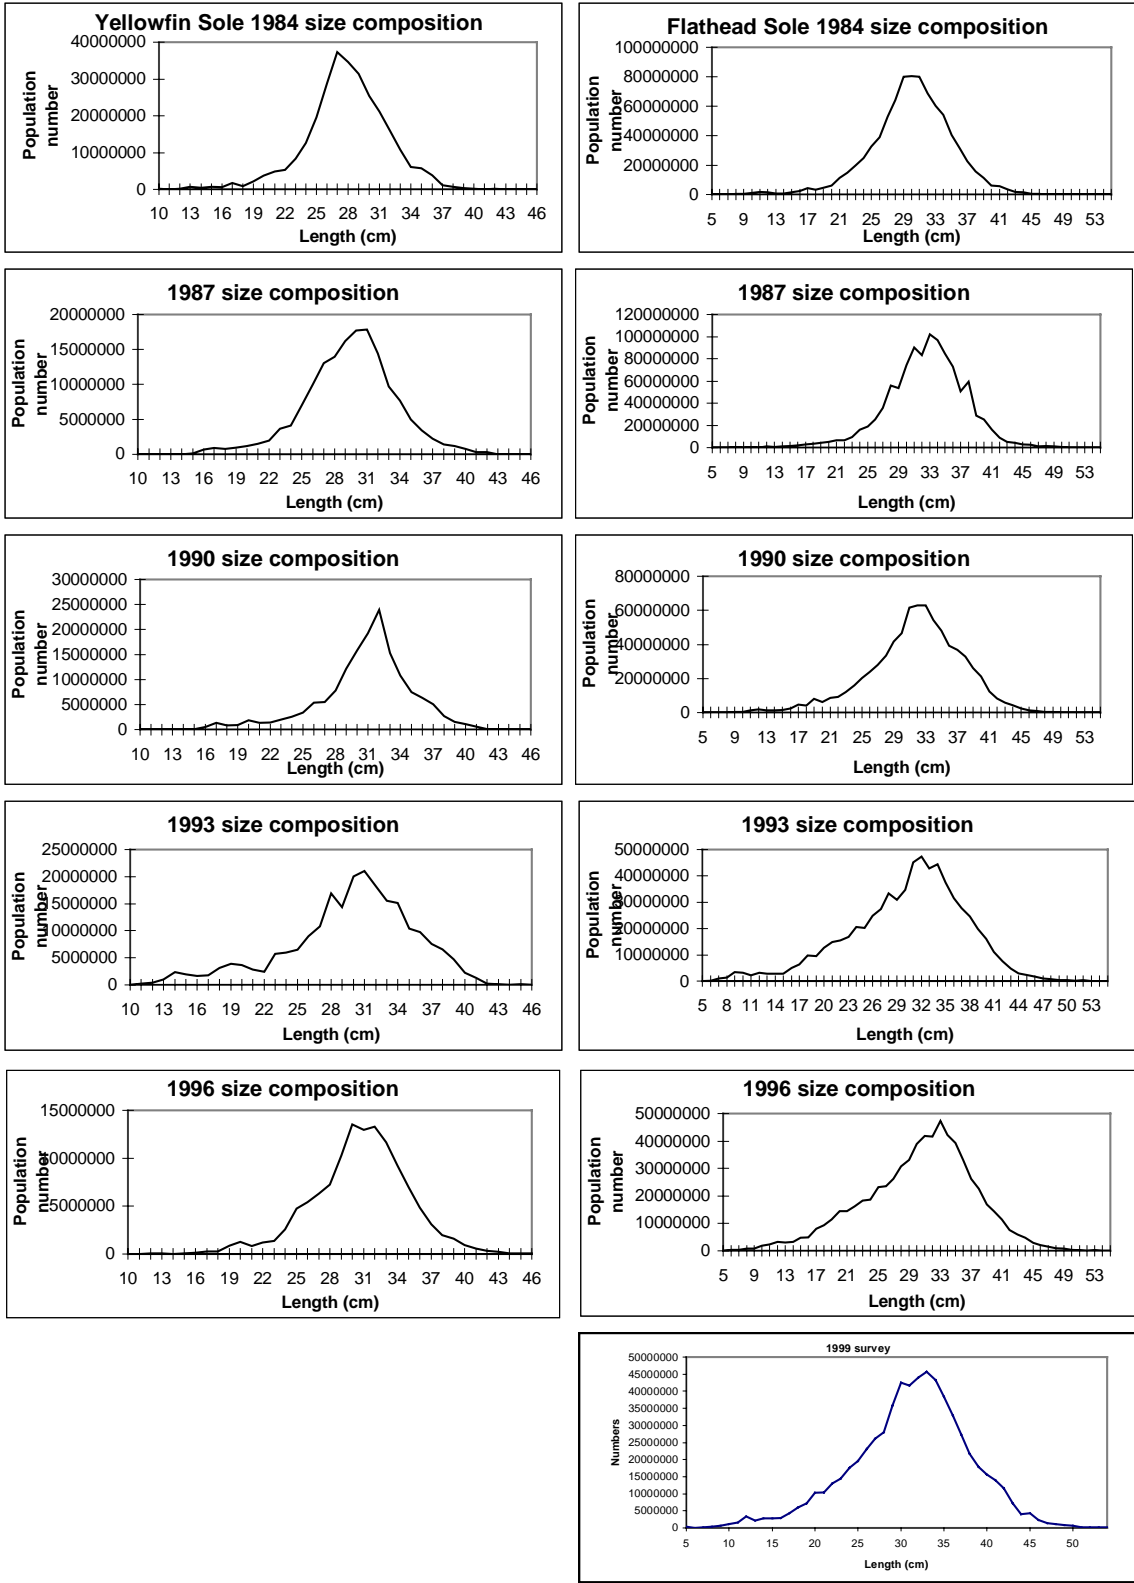 Yellowfin Sole 1984 size composition
Population
number
40000000
30000000
20000000
10000000
0
10 13 16 19 22 25 28 31 34 37 40 43 46
Length (cm)
Flathead Sole 1984 size composition
Population
number
100000000
80000000
60000000
40000000
20000000
0
5 9 13 17 21 25 29 33 37 41 45 49 53
Length (cm)
1987 size composition
Population
number
20000000
15000000
10000000
5000000
0
10 13 16 19 22 25 28 31 34 37 40 43 46
Length (cm)
1987 size composition
Population
number
120000000
100000000
80000000
60000000
40000000
20000000
0
5 9 13 17 21 25 29 33 37 41 45 49 53
Length (cm)
1990 size composition
Population
number
30000000
25000000
20000000
15000000
10000000
5000000
0
10 13 16 19 22 25 28 31 34 37 40 43 46
Length (cm)
1990 size composition
Population
number
80000000
60000000
40000000
20000000
0
5 9 13 17 21 25 29 33 37 41 45 49 53
Length (cm)
1993 size composition
Population
number
25000000
20000000
15000000
10000000
5000000
0
10 13 16 19 22 25 28 31 34 37 40 43 46
Length (cm)
1993 size composition
Population
number
50000000
40000000
30000000
20000000
10000000
0
5 8 11 14 17 20 23 26 29 32 35 38 41 44 47 50 53
Length (cm)
1996 size composition
Population
number
15000000
10000000
5000000
0
10 13 16 19 22 25 28 31 34 37 40 43 46
Length (cm)
1996 size composition
Population
number
50000000
40000000
30000000
20000000
10000000
0
5 9 13 17 21 25 29 33 37 41 45 49 53
Length (cm)
1999 survey
Numbers
50000000
45000000
40000000
35000000
30000000
25000000
20000000
15000000
10000000
5000000
0
5 10 15 20 25 30 35 40 45 50
Length (cm)